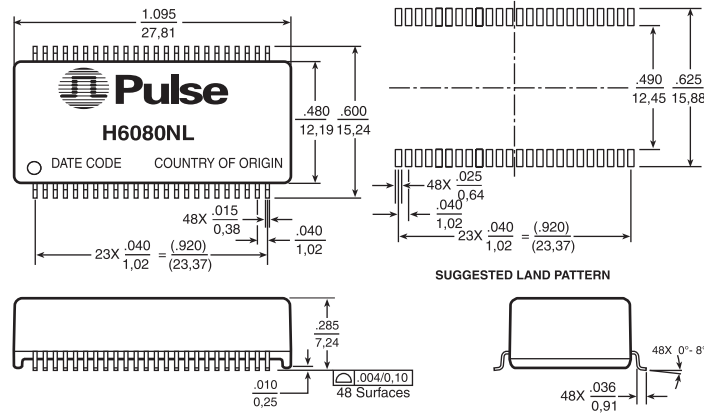 1.095
27,81
Pulse
H6080NL
DATE CODE COUNTRY OF ORIGIN
.480
12,19
.600
15,24
48X .015
0,38
.040
1,02
23X .040 = (.920)
1,02 (23,37)
.490
12,45
.625
15,88
48X .025
0,64
.040
1,02
23X .040 = (.920)
1,02 (23,37)
SUGGESTED LAND PATTERN
.285
7,24
.010
0,25
.004/0,10
48 Surfaces
48X 0°- 8°
48X .036
0,91